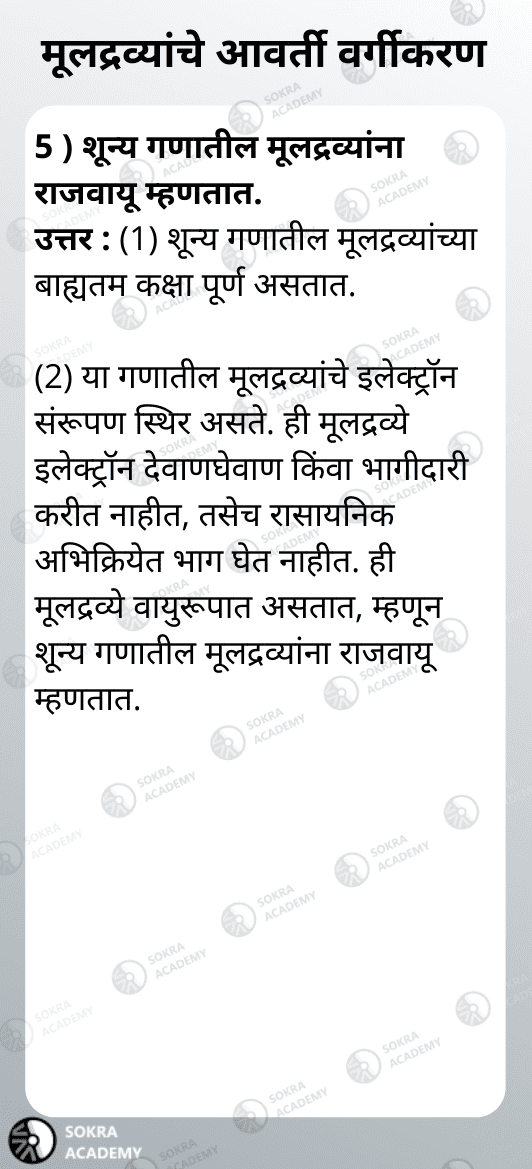 मूलद्रव्यांचे आवर्ती वर्गीकरण
5 ) शून्य गणातील मूलद्रव्यांना
राजवायू म्हणतात.
उत्तर : (1) शून्य गणातील मूलद्रव्यांच्या
बाह्यतम कक्षा पूर्ण असतात.
(2) या गणातील मूलद्रव्यांचे इलेक्ट्रॉन
संरूपण स्थिर असते. ही मूलद्रव्ये
इलेक्ट्रॉन देवाणघेवाण किंवा भागीदारी
करीत नाहीत, तसेच रासायनिक
अभिक्रियेत भाग घेत नाहीत. ही
मूलद्रव्ये वायुरूपात असतात, म्हणून
शून्य गणातील मूलद्रव्यांना राजवायू
म्हणतात.
SOKRA
ACADEMY